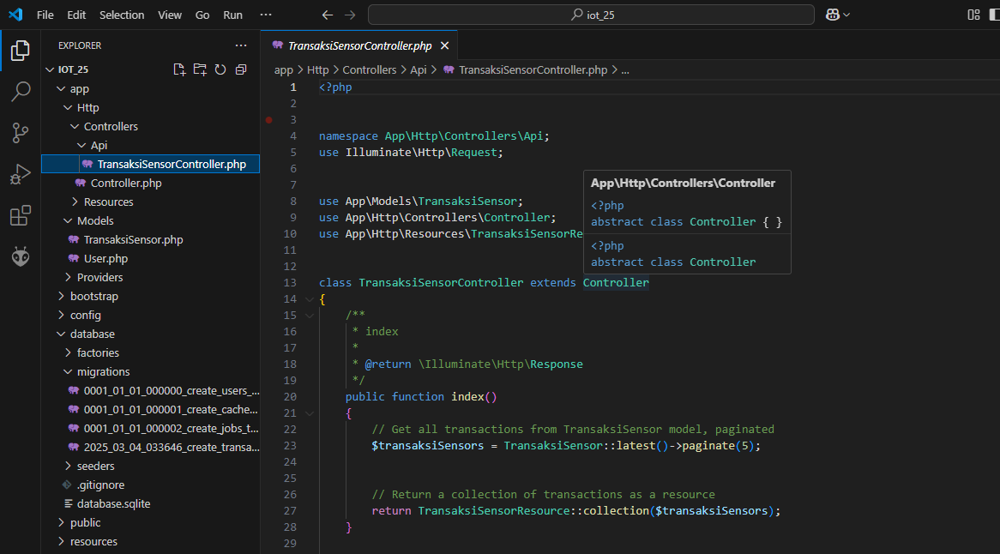 File Edit Selection View Go Run ···
iot_25
EXPLORER
IOT_25
app
Http
Controllers
Api
TransaksiSensorController.php
Controller.php
Resources
Models
TransaksiSensor.php
User.php
Providers
bootstrap
config
database
factories
migrations
0001_01_01_000000_create_users_...
0001_01_01_000001_create_cache...
0001_01_01_000002_create_jobs_t...
2025_03_04_033646_create_transa...
seeders
.gitignore
database.sqlite
public
resources
TransaksiSensorController.php
app > Http > Controllers > Api > TransaksiSensorController.php > ...
1 <?php
2
3
4 namespace App\Http\Controllers\Api;
5 use Illuminate\Http\Request;
6
7
8 use App\Models\TransaksiSensor;
9 use App\Http\Controllers\Controller;
10 use App\Http\Resources\TransaksiSensorRe
11
12
13 class TransaksiSensorController extends Controller
14 {
15 /**
16 * index
17 *
18 * @return \Illuminate\Http\Response
19 */
20 public function index()
21 {
22 // Get all transactions from TransaksiSensor model, paginated
23 $transaksiSensors = TransaksiSensor::latest()->paginate(5);
24
25
26 // Return a collection of transactions as a resource
27 return TransaksiSensorResource::collection($transaksiSensors);
28 }
29
App\Http\Controllers\Controller
<?php
abstract class Controller { }
<?php
abstract class Controller